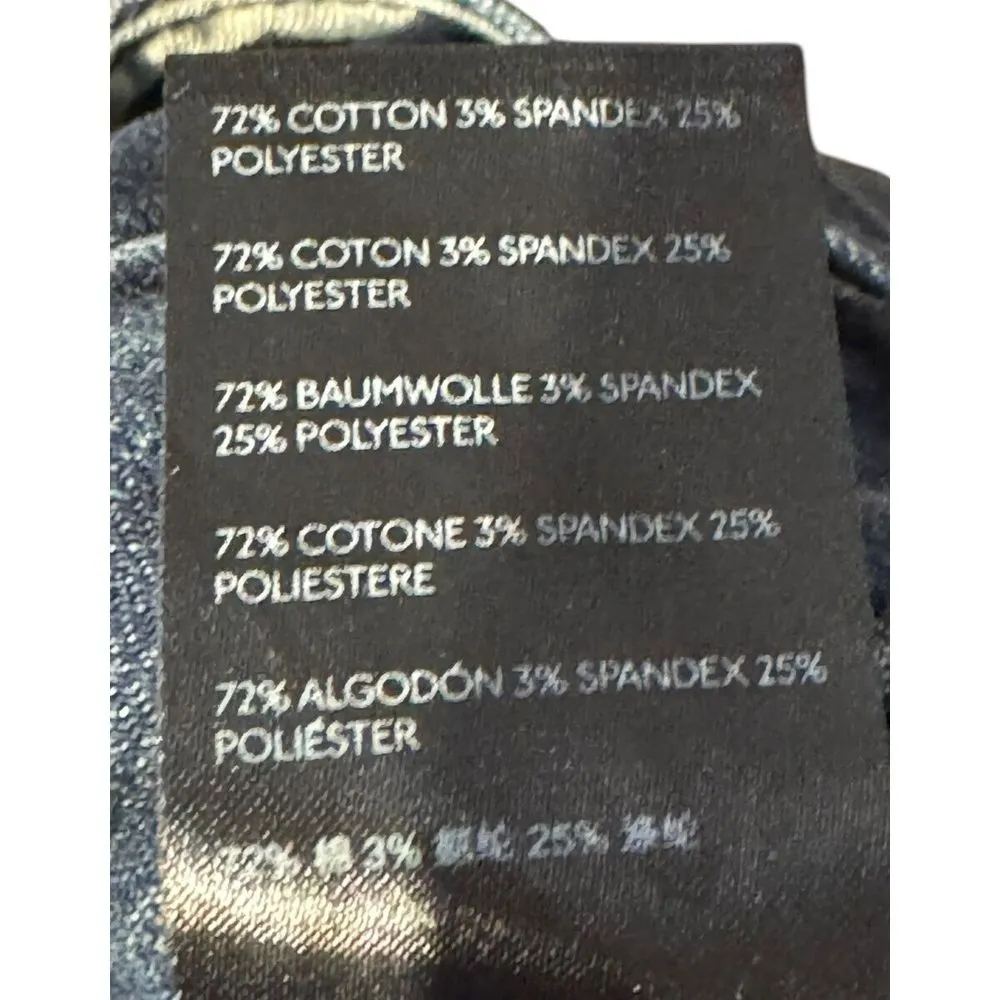 72% COTTON 3% SPANDEX 25%
POLYESTER
72% COTON 3% SPANDEX 25%
POLYESTER
72% BAUMWOLLE 3% SPANDEX
25% POLYESTER
72% COTONE 3% SPANDEX 25%
POLIESTERE
72% ALGODÓN 3% SPANDEX 25%
POLIÉSTER
72% 棉 3% 25%